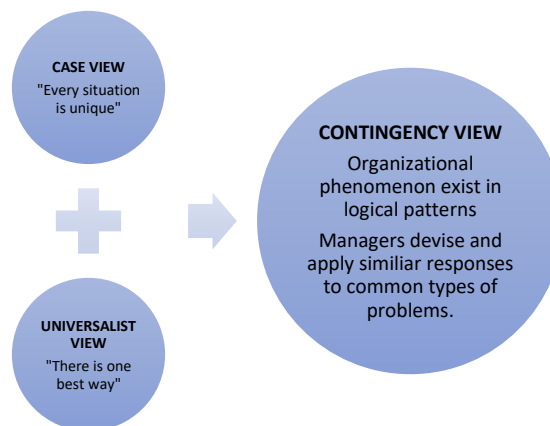 CASE VIEW
"Every situation
is unique"
UNIVERSALIST
VIEW
"There is one
best way"
CONTINGENCY VIEW
Organizational
phenomenon exist in
logical patterns
Managers devise and
apply similiar responses
to common types of
problems.